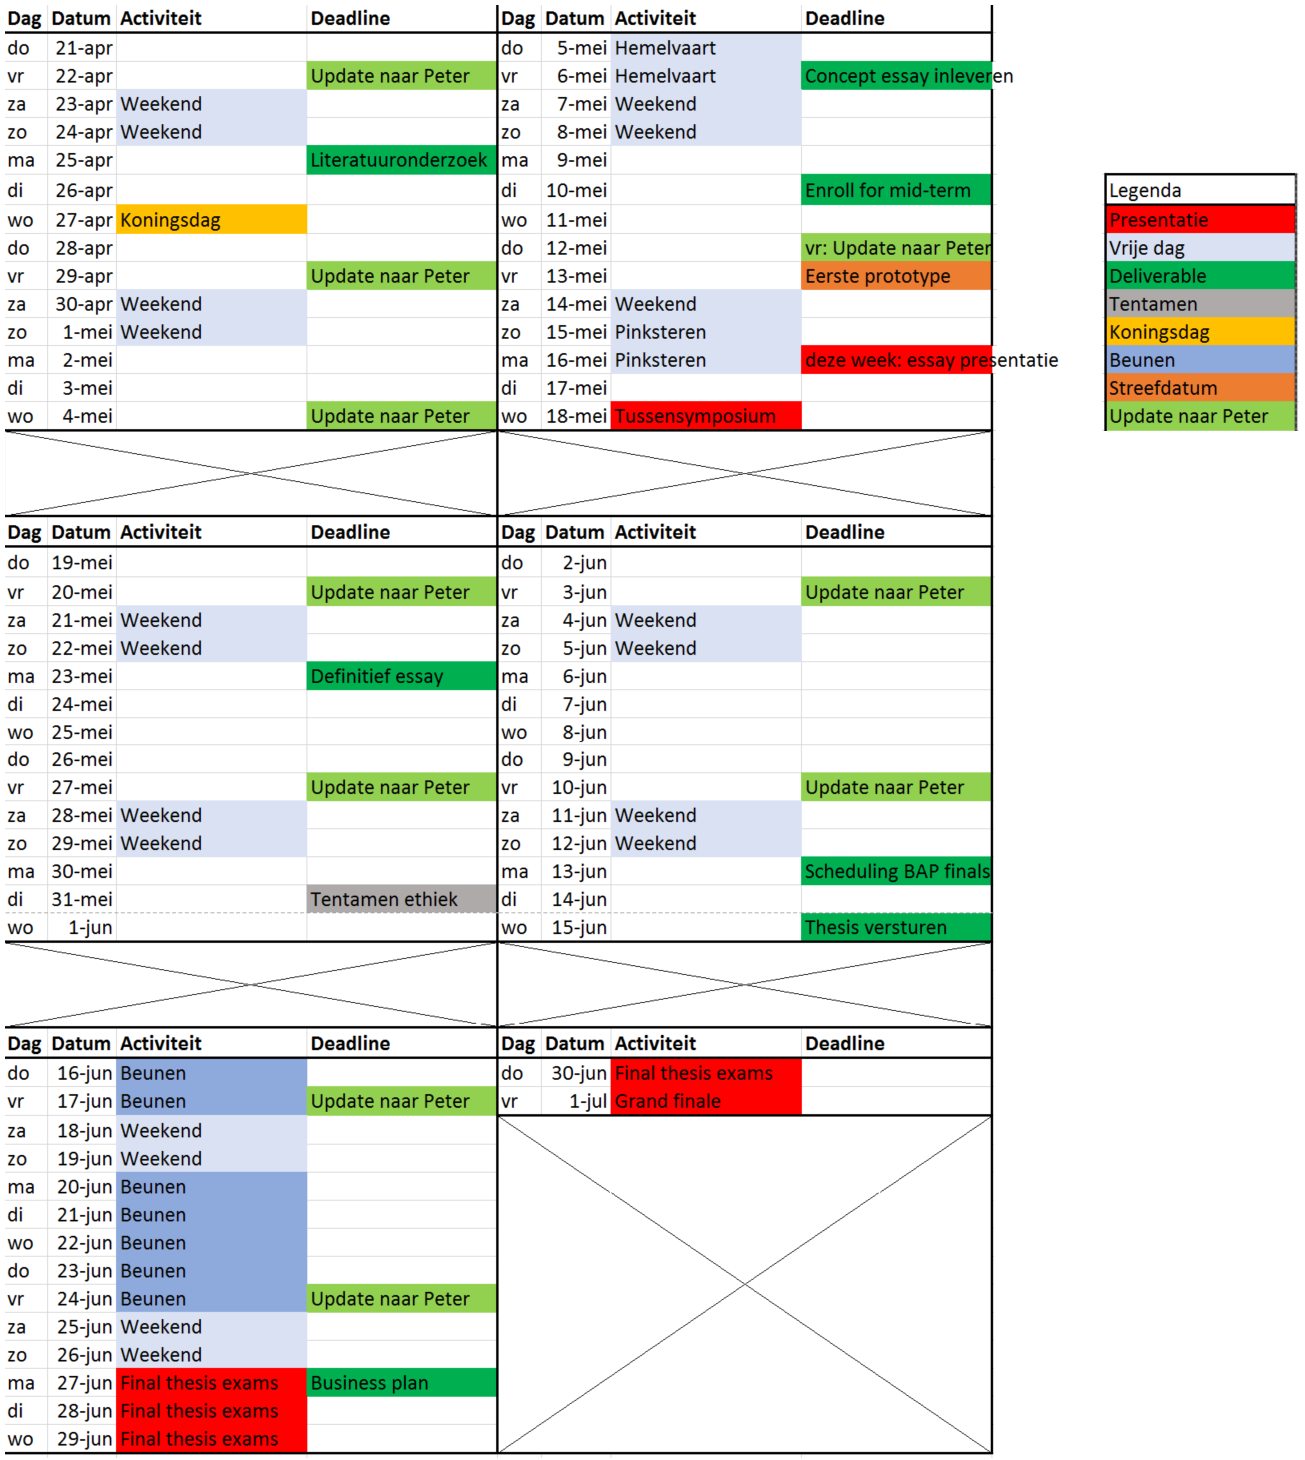 Dag Datum Activiteit Deadline
do 21-apr
vr 22-apr Update naar Peter
za 23-apr Weekend
zo 24-apr Weekend
ma 25-apr Literatuuronderzoek
di 26-apr
wo 27-apr Koningsdag
do 28-apr
vr 29-apr Update naar Peter
za 30-apr Weekend
zo 1-mei Weekend
ma 2-mei
di 3-mei
wo 4-mei Update naar Peter
Dag Datum Activiteit Deadline
do 5-mei Hemelvaart
vr 6-mei Hemelvaart Concept essay inleveren
za 7-mei Weekend
zo 8-mei Weekend
ma 9-mei
di 10-mei Enroll for mid-term
wo 11-mei
do 12-mei vr: Update naar Peter
vr 13-mei Eerste prototype
za 14-mei Weekend
zo 15-mei Pinksteren
ma 16-mei Pinksteren deze week: essay presentatie
di 17-mei
wo 18-mei Tussensymposium
Legenda
Presentatie
Vrije dag
Deliverable
Tentamen
Koningsdag
Beunen
Streefdatum
Update naar Peter
Dag Datum Activiteit Deadline
do 19-mei
vr 20-mei Update naar Peter
za 21-mei Weekend
zo 22-mei Weekend
ma 23-mei Definitief essay
di 24-mei
wo 25-mei
do 26-mei
vr 27-mei Update naar Peter
za 28-mei Weekend
zo 29-mei Weekend
ma 30-mei
di 31-mei Tentamen ethiek
wo 1-jun
Dag Datum Activiteit Deadline
do 2-jun
vr 3-jun Update naar Peter
za 4-jun Weekend
zo 5-jun Weekend
ma 6-jun
di 7-jun
wo 8-jun
do 9-jun
vr 10-jun Update naar Peter
za 11-jun Weekend
zo 12-jun Weekend
ma 13-jun Scheduling BAP finals
di 14-jun
wo 15-jun Thesis versturen
Dag Datum Activiteit Deadline
do 16-jun Beunen
vr 17-jun Beunen Update naar Peter
za 18-jun Weekend
zo 19-jun Weekend
ma 20-jun Beunen
di 21-jun Beunen
wo 22-jun Beunen
do 23-jun Beunen
vr 24-jun Beunen Update naar Peter
za 25-jun Weekend
zo 26-jun Weekend
ma 27-jun Final thesis exams Business plan
di 28-jun Final thesis exams
wo 29-jun Final thesis exams
Dag Datum Activiteit Deadline
do 30-jun Final thesis exams
vr 1-jul Grand finale